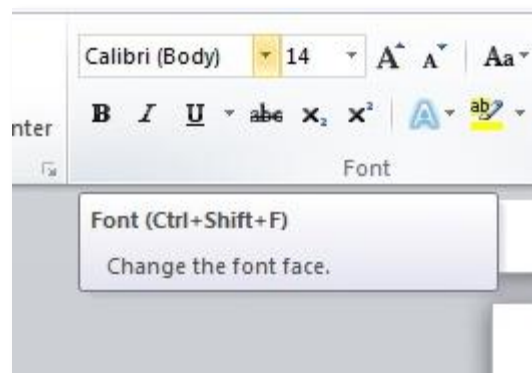 Calibri (Body) 14 A A Aa
nter B I U abc x₂ x² A ab
Font
Font (Ctrl+Shift+F)
Change the font face.